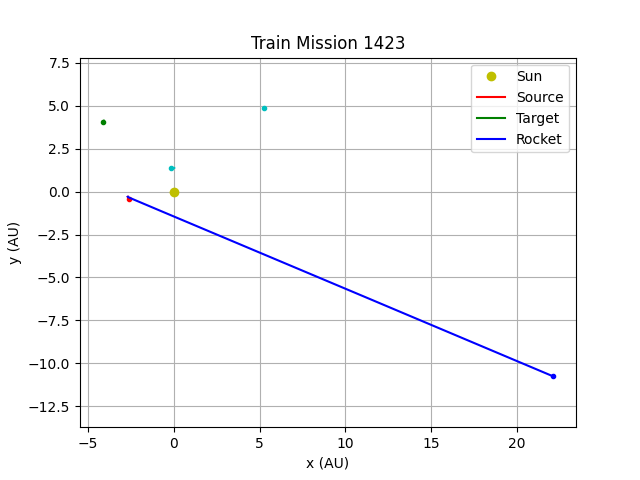 Train Mission 1423
7.5
5.0
2.5
0.0
−2.5
−5.0
−7.5
−10.0
−12.5
y (AU)
Sun
Source
Target
Rocket
−5
0
5
10
15
20
x (AU)